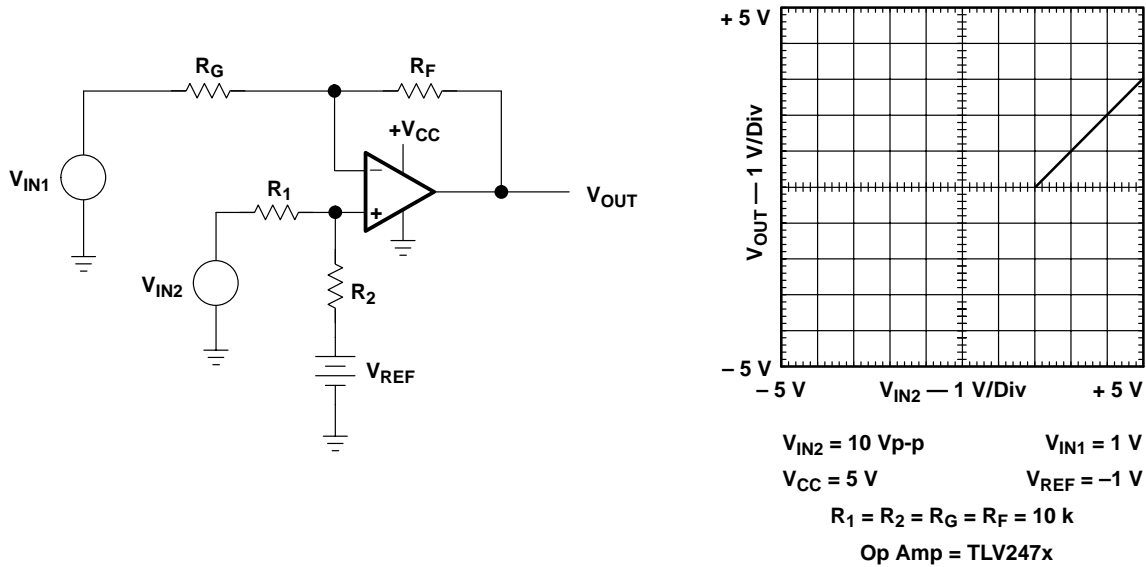 R_G
R_F
+V_CC
V_IN1
R_1
–
+
V_OUT
V_IN2
R_2
V_REF
+ 5 V
V_OUT — 1 V/Div
– 5 V
– 5 V
V_IN2 — 1 V/Div
+ 5 V
V_IN2 = 10 Vp-p
V_IN1 = 1 V
V_CC = 5 V
V_REF = –1 V
R_1 = R_2 = R_G = R_F = 10 k
Op Amp = TLV247x